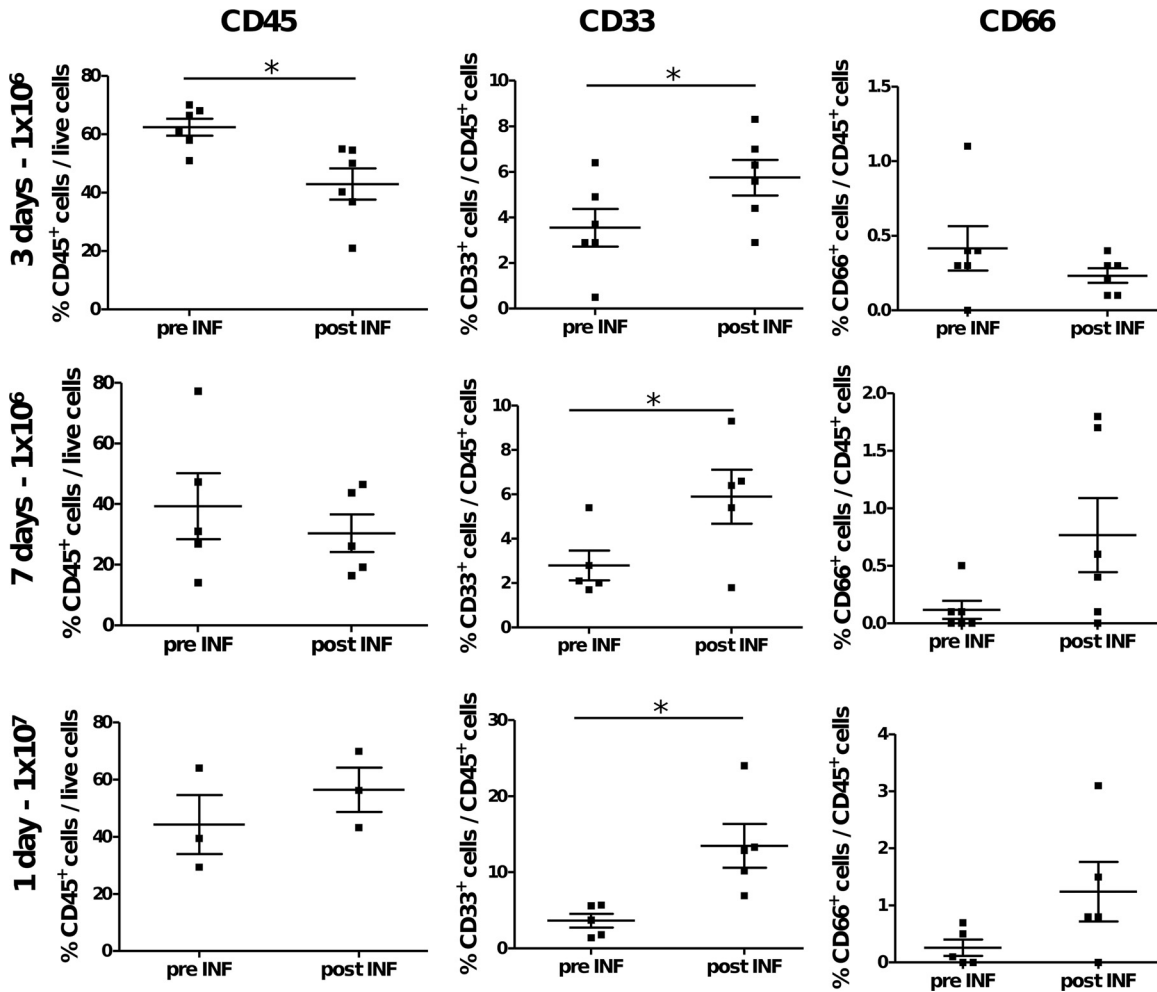 CD45 CD33 CD66
3 days - 1x10⁶
% CD45⁺ cells / live cells
80
60
40
20
0
*
pre INF post INF
% CD33⁺ cells / CD45⁺ cells
10
8
6
4
2
0
*
pre INF post INF
% CD66⁺ cells / CD45⁺ cells
1.5
1.0
0.5
0.0
pre INF post INF
7 days - 1x10⁶
% CD45⁺ cells / live cells
80
60
40
20
0
pre INF post INF
% CD33⁺ cells / CD45⁺ cells
10
8
6
4
2
0
*
pre INF post INF
% CD66⁺ cells / CD45⁺ cells
2.0
1.5
1.0
0.5
0.0
pre INF post INF
1 day - 1x10⁷
% CD45⁺ cells / live cells
80
60
40
20
0
pre INF post INF
% CD33⁺ cells / CD45⁺ cells
30
20
10
0
*
pre INF post INF
% CD66⁺ cells / CD45⁺ cells
4
3
2
1
0
pre INF post INF